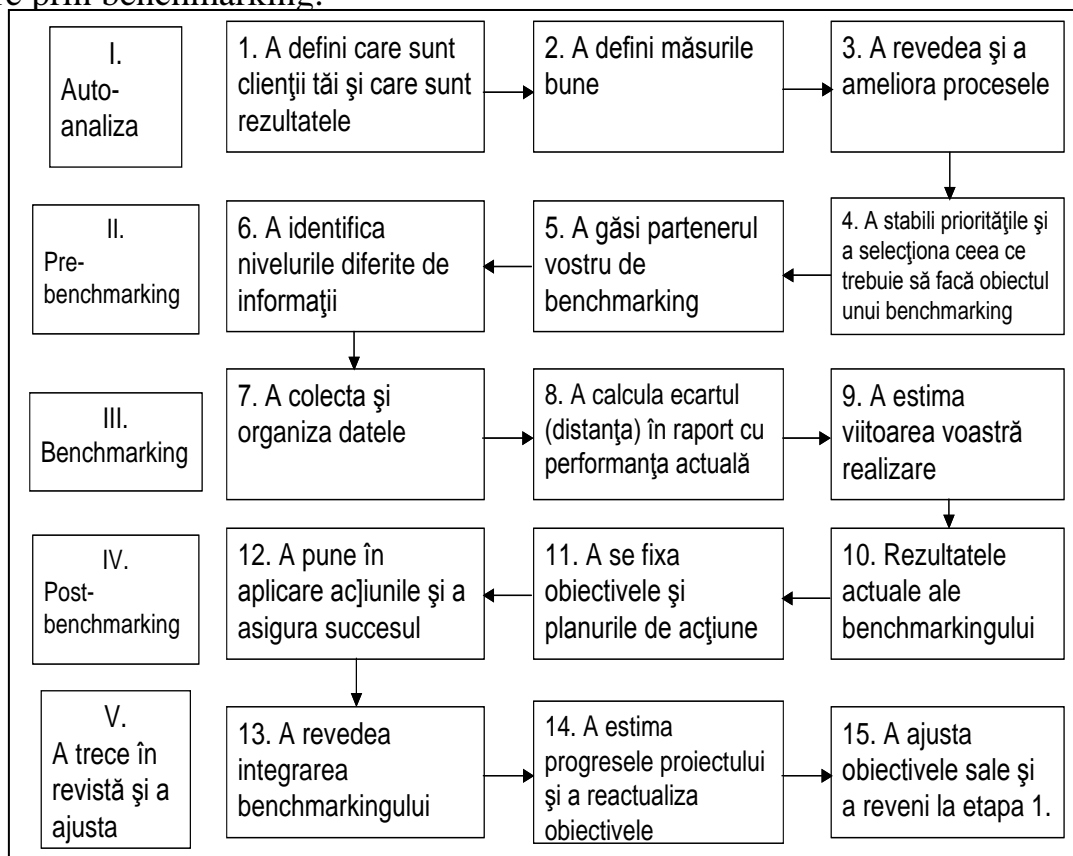 re prin benchmarking:
I.
Auto-
analiza
1. A defini care sunt
clienţii tăi şi care sunt
rezultatele
2. A defini măsurile
bune
3. A revedea şi a
ameliora procesele
II.
Pre-
benchmarking
6. A identifica
nivelurile diferite de
informaţii
5. A găsi partenerul
vostru de
benchmarking
4. A stabili priorităţile şi
a selecţiona ceea ce
trebuie să facă obiectul
unui benchmarking
III.
Benchmarking
7. A colecta şi
organiza datele
8. A calcula ecartul
(distanţa) în raport cu
performanţa actuală
9. A estima
viitoarea voastră
realizare
IV.
Post-
benchmarking
12. A pune în
aplicare ac]iunile şi a
asigura succesul
11. A se fixa
obiectivele şi
planurile de acţiune
10. Rezultatele
actuale ale
benchmarkingului
V.
A trece în
revistă şi a
ajusta
13. A revedea
integrarea
benchmarkingului
14. A estima
progresele proiectului
şi a reactualiza
obiectivele
15. A ajusta
obiectivele sale şi
a reveni la etapa 1.